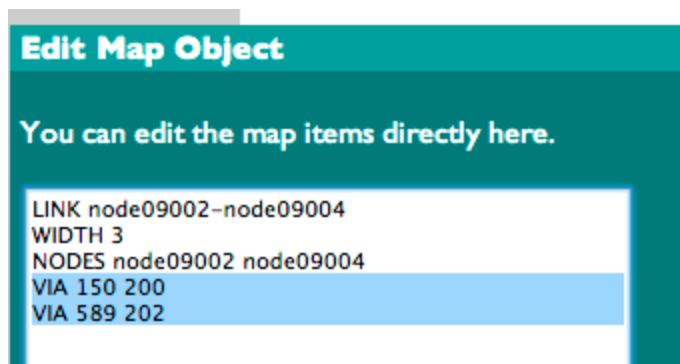 Edit Map Object
You can edit the map items directly here.
LINK node09002-node09004
WIDTH 3
NODES node09002 node09004
VIA 150 200
VIA 589 202